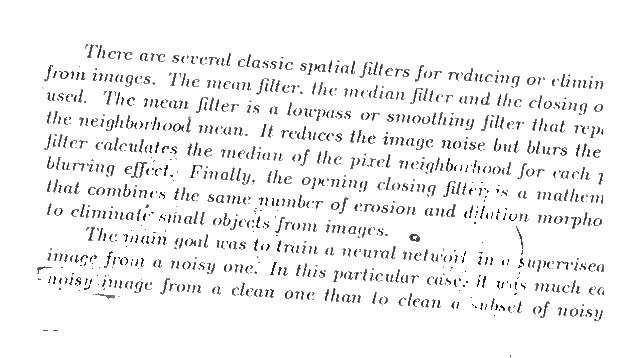 There are several classic spatial filters for reducing or elimin
from images. The mean filter, the median filter and the closing o
used. The mean filter is a lowpass or smoothing filter that rep
the neighborhood mean. It reduces the image noise but blurs the
filter calculates the median of the pixel neighborhood for each p
blurring effect. Finally, the opening closing filter is a mathem
that combines the same number of erosion and dilation morpho
to eliminate small objects from images.
The main goal was to train a neural network in a supervised
image from a noisy one. In this particular case, it was much ea
noisy image from a clean one than to clean a subset of noisy